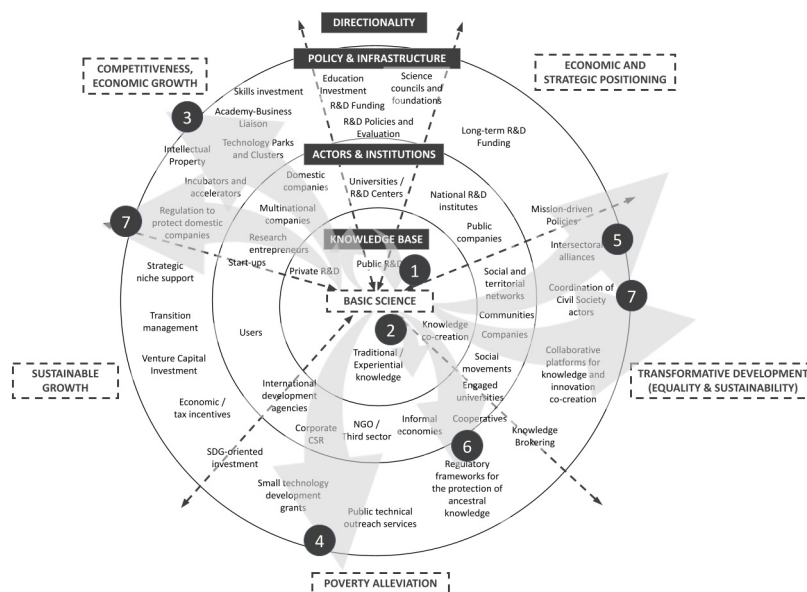 DIRECTIONALITY
POLICY & INFRASTRUCTURE
COMPETITIVENESS,
ECONOMIC GROWTH
ECONOMIC AND
STRATEGIC POSITIONING
Skills investment
Education
Investment
Science
councils and
foundations
R&D Funding
Academy-Business
Liaison
R&D Policies and
Evaluation
3
Long-term R&D
Funding
Intellectual
Property
Technology Parks
and Clusters
ACTORS & INSTITUTIONS
Incubators and
accelerators
Domestic
companies
Universities /
R&D Centers
National R&D
institutes
7
Regulation to
protect domestic
companies
Multinational
companies
Public
companies
Mission-driven
Policies
5
Research
entrepreneurs
KNOWLEDGE BASE
Intersectoral
alliances
Start-ups
Private R&D
Public R&D
1
Strategic
niche support
Social and
territorial
networks
Coordination of
Civil Society
actors
7
BASIC SCIENCE
Transition
management
Users
2
Knowledge
co-creation
Communities
Companies
Venture Capital
Investment
Traditional /
Experiential
knowledge
Social
movements
Collaborative
platforms for
knowledge and
innovation
co-creation
SUSTAINABLE
GROWTH
TRANSFORMATIVE DEVELOPMENT
(EQUALITY & SUSTAINABILITY)
Economic /
tax incentives
International
development
agencies
Engaged
universities
Corporate
CSR
NGO /
Third sector
Informal
economies
Cooperatives
Knowledge
Brokering
6
SDG-oriented
investment
Regulatory
frameworks for
the protection of
ancestral
knowledge
Small technology
development
grants
Public technical
outreach services
4
POVERTY ALLEVIATION